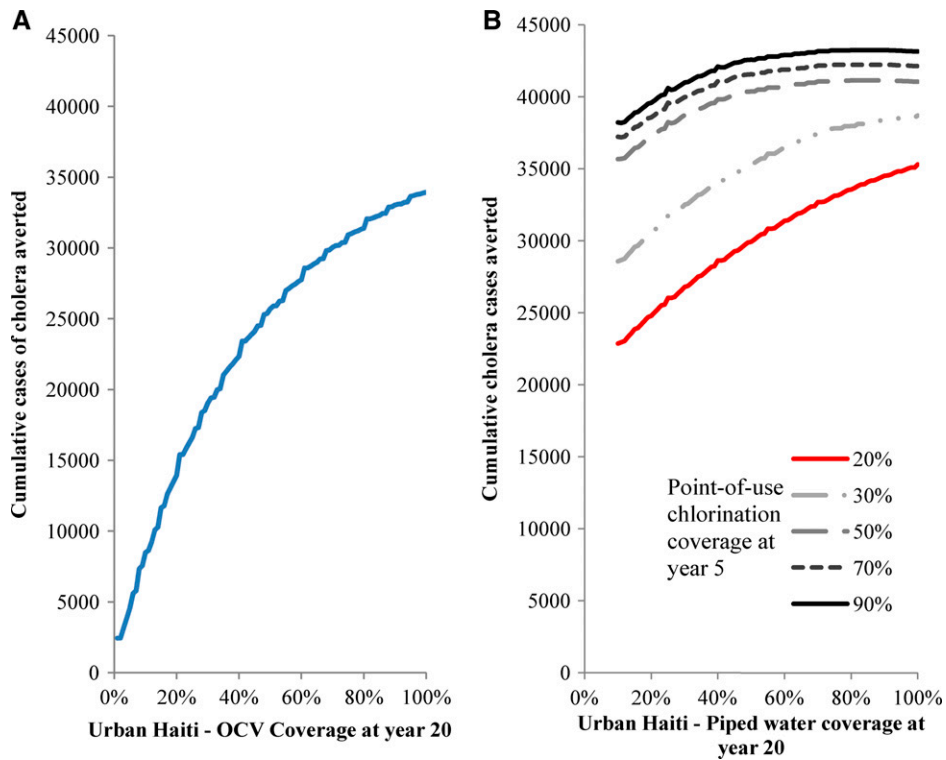 A
45000
40000
35000
30000
25000
20000
15000
10000
5000
0
Cumulative cases of cholera averted
0% 20% 40% 60% 80% 100%
Urban Haiti - OCV Coverage at year 20
B
45000
40000
35000
30000
25000
20000
15000
10000
5000
0
Cumulative cholera cases averted
Point-of-use
chlorination
coverage at
year 5
20%
30%
50%
70%
90%
0% 20% 40% 60% 80% 100%
Urban Haiti - Piped water coverage at
year 20